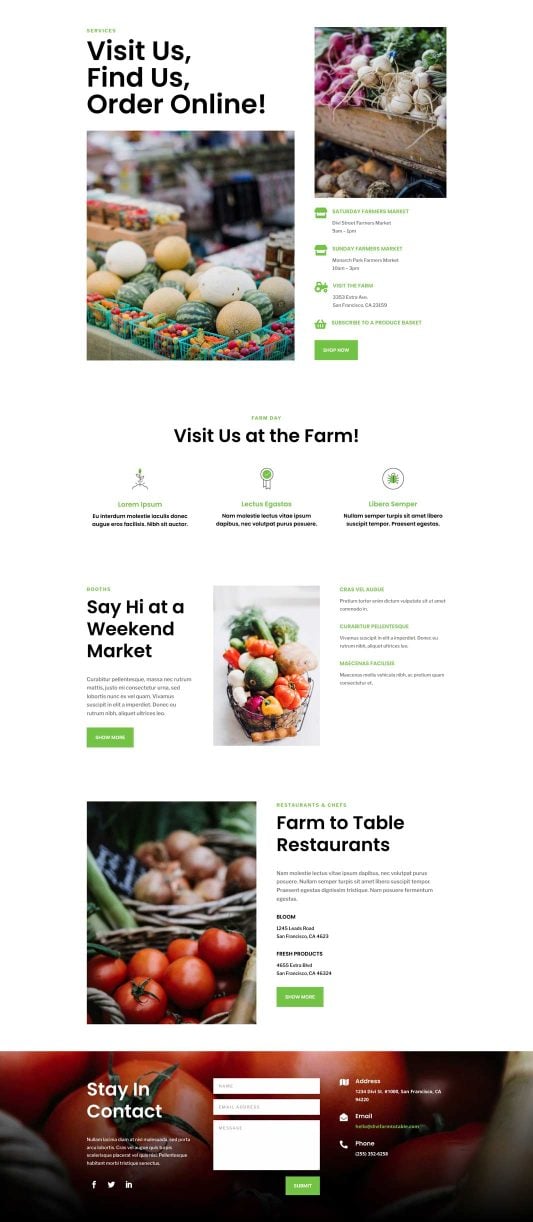 SERVICES
Visit Us,
Find Us,
Order Online!
SATURDAY FARMERS MARKET
Divi Street Farmers Market
9am - 1pm
SUNDAY FARMERS MARKET
Monarch Park Farmers Market
10am - 3pm
VISIT THE FARM
3353 Extra Ave.
San Francisco, CA 23159
SUBSCRIBE TO A PRODUCE BASKET
SHOP NOW
FARM DAY
Visit Us at the Farm!
Lorem Ipsum
Eu interdum molestie iaculis donec
augue eros facilisis. Nibh sit auctor.
Lectus Egastas
Nam molestie lectus vitae ipsum
dapibus, nec volutpat purus posuere.
Libero Semper
Nullam semper turpis sit amet libero
suscipit tempor. Praesent egestas.
BOOTHS
Say Hi at a
Weekend
Market
Curabitur pellentesque, massa nec rutrum
mattis, justo mi consectetur urna, sed
lobortis nunc ex vel quam. Vivamus
suscipit in elit a imperdiet. Donec eu
rutrum nibh, aliquet ultrices leo.
SHOW MORE
CRAS VEL AUGUE
Pretium tortor enim dictum vulputate sit ut amet
commodo in.
CURABITUR PELLENTESQUE
Vivamus suscipit in elit a imperdiet. Donec eu
rutrum nibh, aliquet ultrices leo.
MAECENAS FACILISIS
Maecenas mattis vehicula nibh, ac pretium quam
consectetur et.
RESTAURANTS & CHEFS
Farm to Table
Restaurants
Nam molestie lectus vitae ipsum dapibus, nec volutpat purus
posuere. Nullam semper turpis sit amet libero suscipit tempor.
Praesent egestas dignissim tristique. Nam posuere fermentum
egestas.
BLOOM
1245 Leads Road
San Francisco, CA 4623
FRESH PRODUCTS
4655 Extra Blvd
San Francisco, CA 46324
SHOW MORE
Stay In
Contact
Nullam lacinia diam at nisl malesuada, sed porta
arcu lobortis. Cras vel augue quis turpis
scelerisque placerat vel quis nisi. Pellentesque
habitant morbi tristique senectus.
NAME
EMAIL ADDRESS
MESSAGE
SUBMIT
Address
1234 Divi St. #1000, San Francisco, CA
94220
Email
hello@divifarmtotable.com
Phone
(255) 352-6258